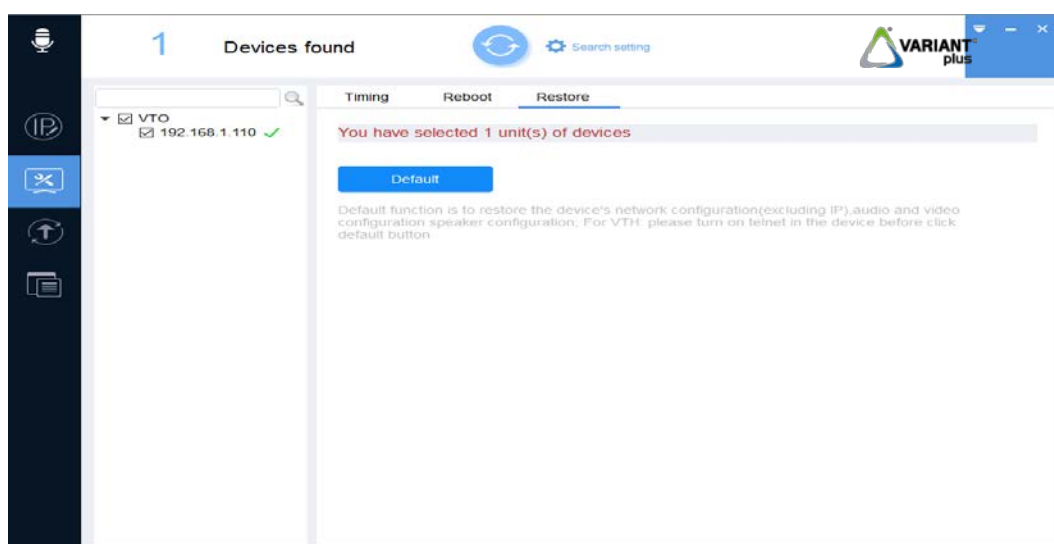 1 Devices found
Search setting
VARIANT
plus
IP
Timing Reboot Restore
VTO
192.168.1.110
You have selected 1 unit(s) of devices
Default
Default function is to restore the device's network configuration(excluding IP),audio and video
configuration speaker configuration; For VTH: please turn on telnet in the device before click
default button